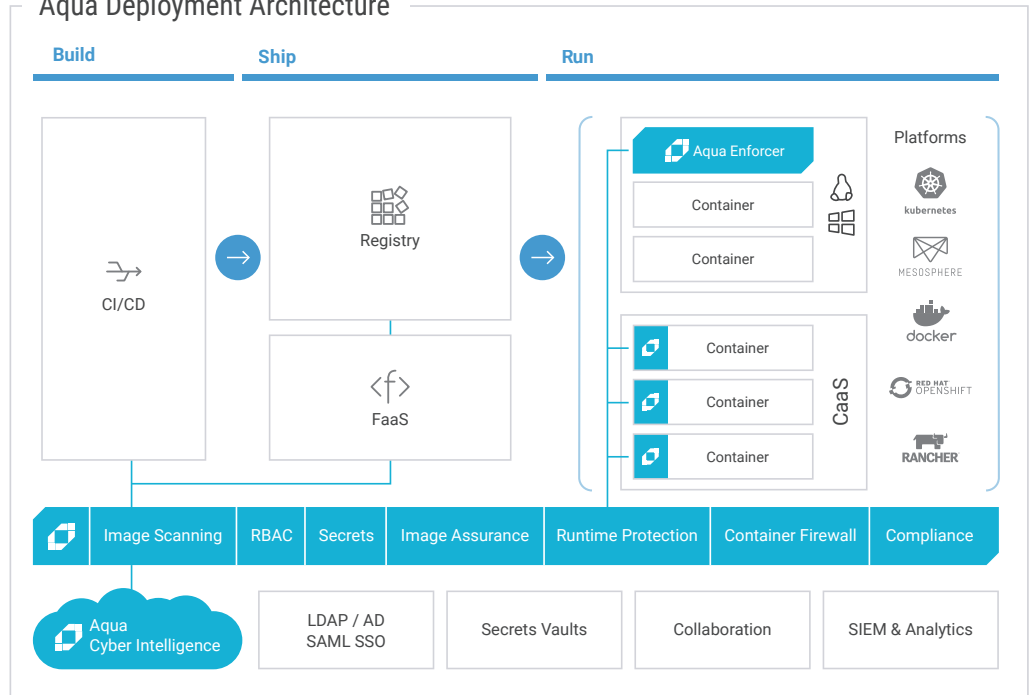 Aqua Deployment Architecture
Build
Ship
Run
CI/CD
Registry
<f>
FaaS
Aqua Enforcer
Container
Container
Container
Container
Container
CaaS
Platforms
kubernetes
MESOSPHERE
docker
RED HAT
OPENSHIFT
RANCHER
Image Scanning
RBAC
Secrets
Image Assurance
Runtime Protection
Container Firewall
Compliance
Aqua
Cyber Intelligence
LDAP / AD
SAML SSO
Secrets Vaults
Collaboration
SIEM & Analytics